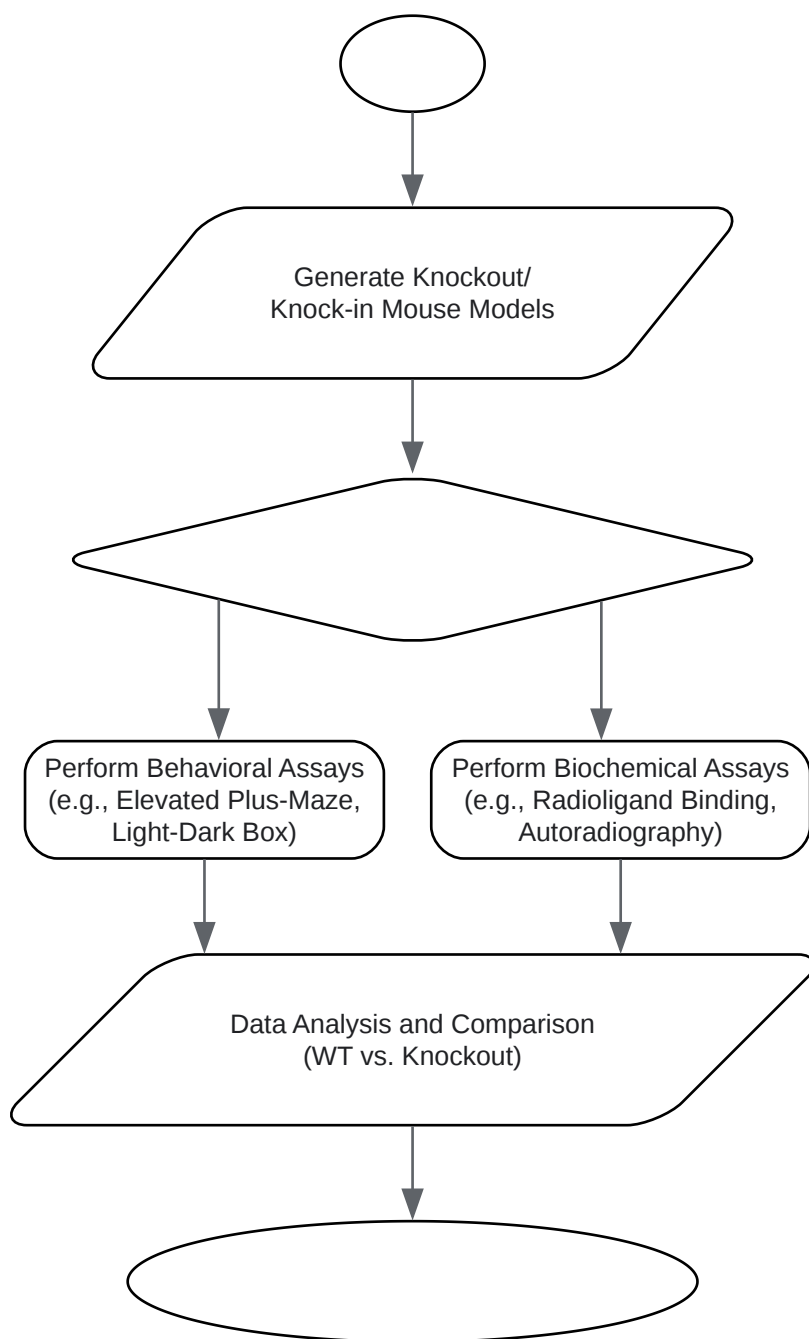 Generate Knockout/
Knock-in Mouse Models
Perform Behavioral Assays
(e.g., Elevated Plus-Maze,
Light-Dark Box)
Perform Biochemical Assays
(e.g., Radioligand Binding,
Autoradiography)
Data Analysis and Comparison
(WT vs. Knockout)